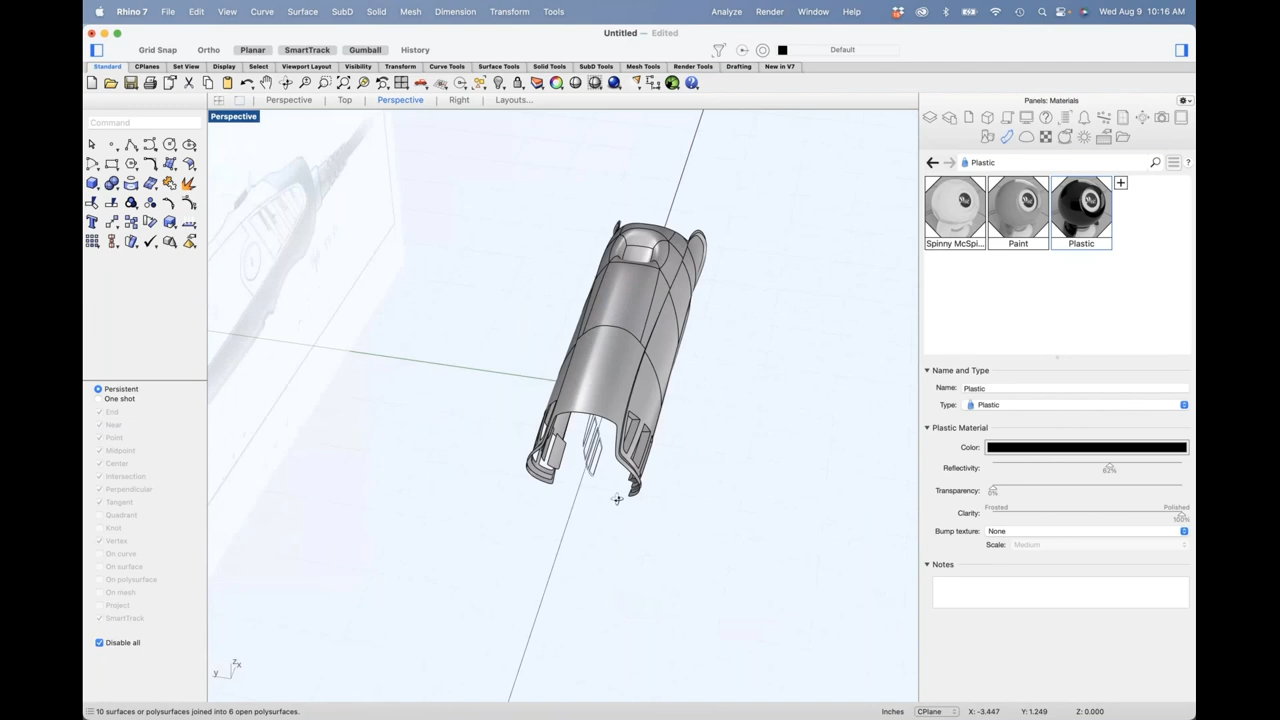 Rhino 7 File Edit View Curve Surface SubD Solid Mesh Dimension Transform Tools Analyze Render Window Help Wed Aug 9 10:16 AM
Untitled — Edited
Grid Snap Ortho Planar SmartTrack Gumball History Default
Standard CPlanes Set View Display Select Viewport Layout Visibility Transform Curve Tools Surface Tools Solid Tools SubD Tools Mesh Tools Render Tools Drafting New in V7
Perspective Top Perspective Right Layouts...
Panels: Materials
Perspective
Command
Plastic
?
Spinny McSpi... Paint Plastic
Name and Type
Name: Plastic
Type: Plastic
Plastic Material
Color:
Reflectivity:
62%
Transparency:
0%
Frosted Polished
Clarity:
100%
Bump texture: None
Scale: Medium
Notes
Persistent
One shot
End
Near
Point
Midpoint
Center
Intersection
Perpendicular
Tangent
Quadrant
Knot
Vertex
On curve
On surface
On polysurface
On mesh
Project
SmartTrack
Disable all
z x
y
10 surfaces or polysurfaces joined into 6 open polysurfaces. Inches CPlane X: -3.447 Y: 1.249 Z: 0.000